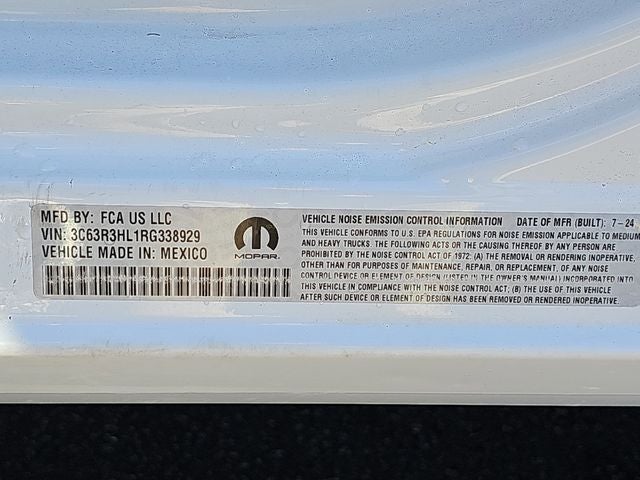 MFD BY: FCA US LLC
VIN: 3C63R3HL1RG338929
VEHICLE MADE IN: MEXICO
MOPAR
VEHICLE NOISE EMISSION CONTROL INFORMATION DATE OF MFR (BUILT): 7-24
THIS VEHICLE CONFORMS TO U.S. EPA REGULATIONS FOR NOISE EMISSION APPLICABLE TO MEDIUM
AND HEAVY TRUCKS. THE FOLLOWING ACTS OR THE CAUSING THEREOF BY ANY PERSON ARE
PROHIBITED BY THE NOISE CONTROL ACT OF 1972: (A) THE REMOVAL OR RENDERING INOPERATIVE,
OTHER THAN FOR PURPOSES OF MAINTENANCE, REPAIR, OR REPLACEMENT, OF ANY NOISE
CONTROL DEVICE OR ELEMENT OF DESIGN (LISTED IN THE OWNER'S MANUAL) INCORPORATED INTO
THIS VEHICLE IN COMPLIANCE WITH THE NOISE CONTROL ACT; (B) THE USE OF THIS VEHICLE
AFTER SUCH DEVICE OR ELEMENT OF DESIGN HAS BEEN REMOVED OR RENDERED INOPERATIVE.